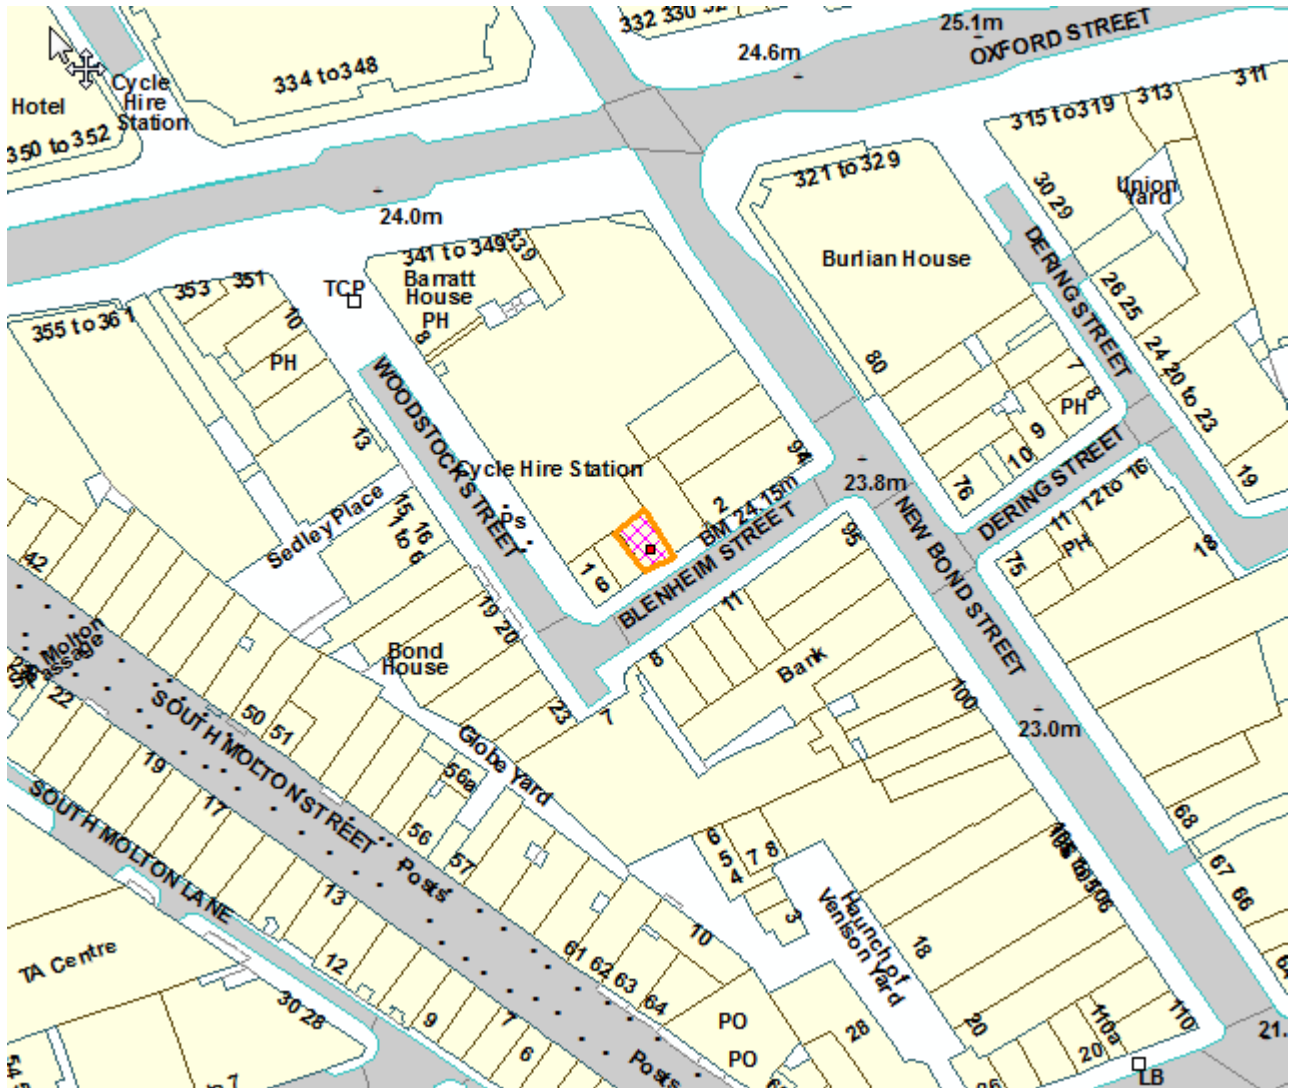 332 330 32
25.1m
OXFORD STREET
24.6m
334 to 348
Cycle
Hire
Station
Hotel
350 to 352
315 to 319
313
311
321 to 329
30 29
Union
Yard
24.0m
341 to 349
339
Burlian House
DERING STREET
TCP
Barratt
House
PH
8
353
351
10
355 to 361
PH
26 25
24 20 to 23
80
7
8
PH
9
10
WOODSTOCK STREET
13
Cycle Hire Station
94
23.8m
76
DERING STREET
12 to 16
19
Sedley Place
15 16
1 to 6
Ps
2
BM 24.15m
BLENHEIM STREET
NEW BOND STREET
95
11
PH
75
18
42
1 6
11
19 20
Bond
House
8
Bank
Molton
Passage
22
SOUTH MOLTON STREET
50 51
23
7
100
23.0m
Globe Yard
56a
19
17
SOUTH MOLTON LANE
56
57
Posts
6
5
4
7 8
3
68
67 66
13
Haunch of
Venison Yard
10
18
TA Centre
12
61 62 63 64
30 28
9
7
6
PO
PO
28
20
20
110a
110
21.
Posts
LB